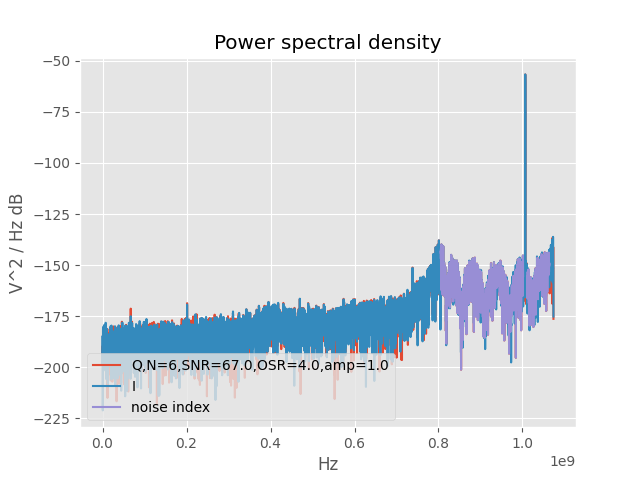 Power spectral density
V^2 / Hz dB
−50
−75
−100
−125
−150
−175
−200
−225
Q,N=6,SNR=67.0,OSR=4.0,amp=1.0
I
noise index
0.0 0.2 0.4 0.6 0.8 1.0
1e9
Hz